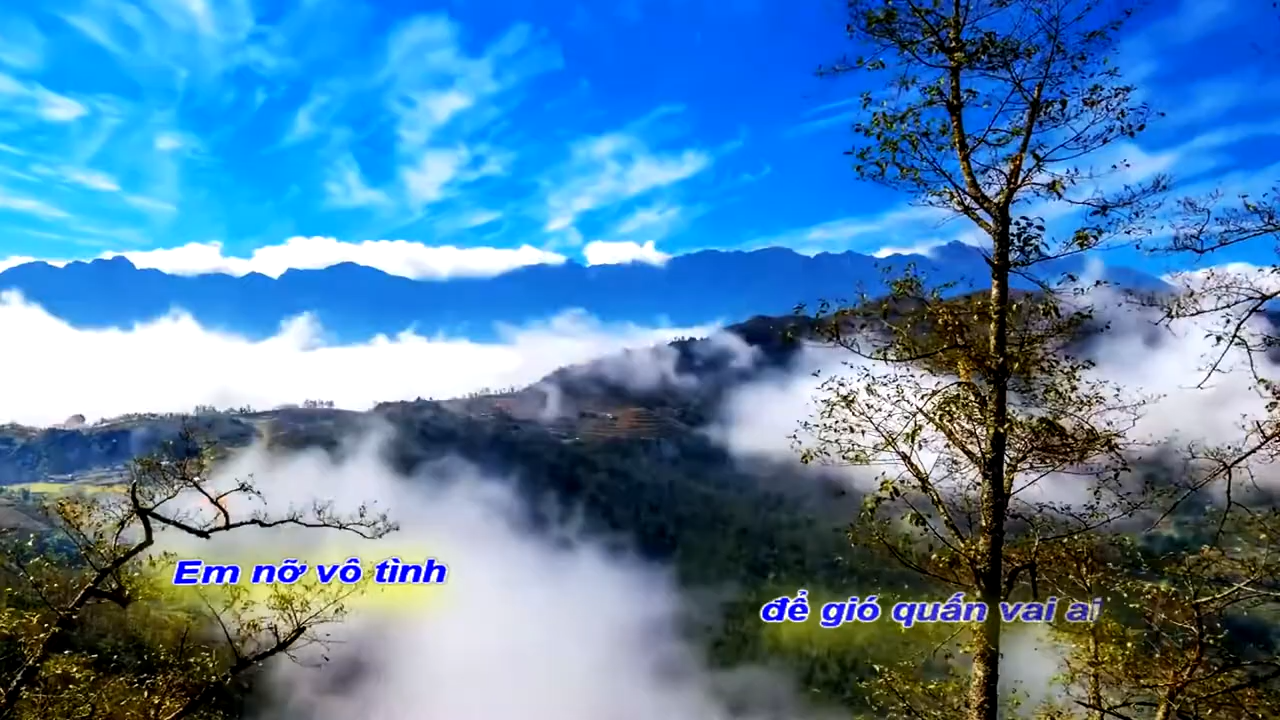 Em nỡ vô tình
để gió quấn vai ai